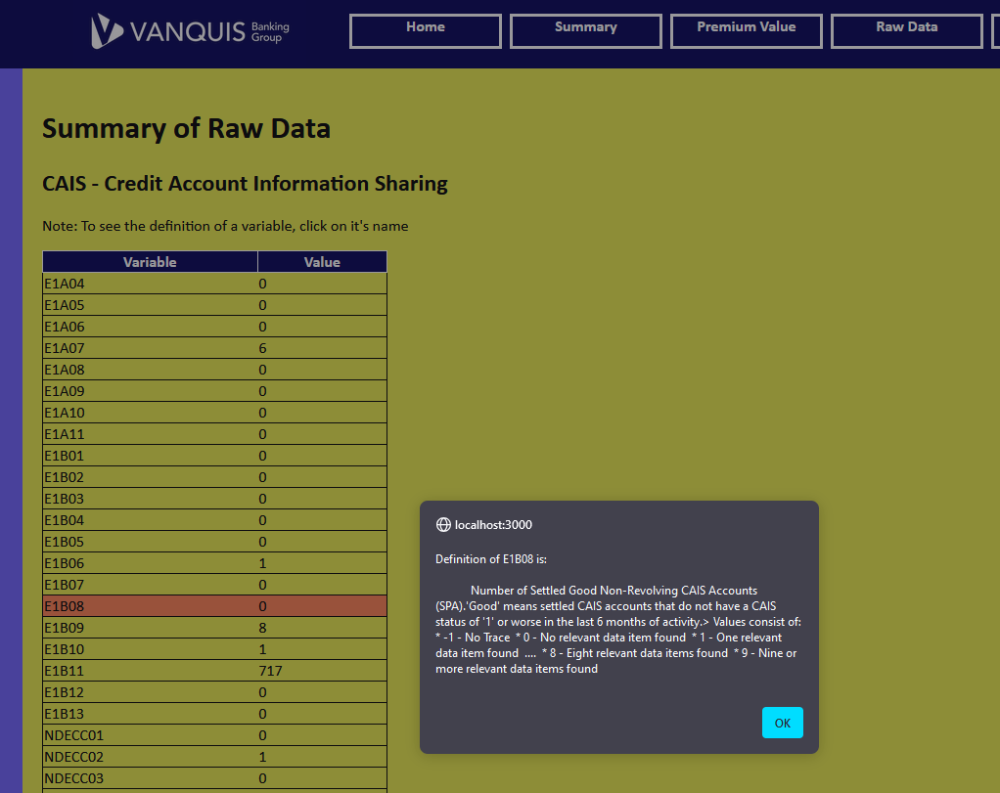 VANQUIS Banking Group
Home
Summary
Premium Value
Raw Data
Summary of Raw Data
CAIS - Credit Account Information Sharing
Note: To see the definition of a variable, click on it's name
Variable Value
E1A04 0
E1A05 0
E1A06 0
E1A07 6
E1A08 0
E1A09 0
E1A10 0
E1A11 0
E1B01 0
E1B02 0
E1B03 0
E1B04 0
E1B05 0
E1B06 1
E1B07 0
E1B08 0
E1B09 8
E1B10 1
E1B11 717
E1B12 0
E1B13 0
NDECC01 0
NDECC02 1
NDECC03 0
localhost:3000
Definition of E1B08 is:
Number of Settled Good Non-Revolving CAIS Accounts
(SPA).'Good' means settled CAIS accounts that do not have a CAIS
status of '1' or worse in the last 6 months of activity.> Values consist of:
* -1 - No Trace * 0 - No relevant data item found * 1 - One relevant
data item found .... * 8 - Eight relevant data items found * 9 - Nine or
more relevant data items found
OK